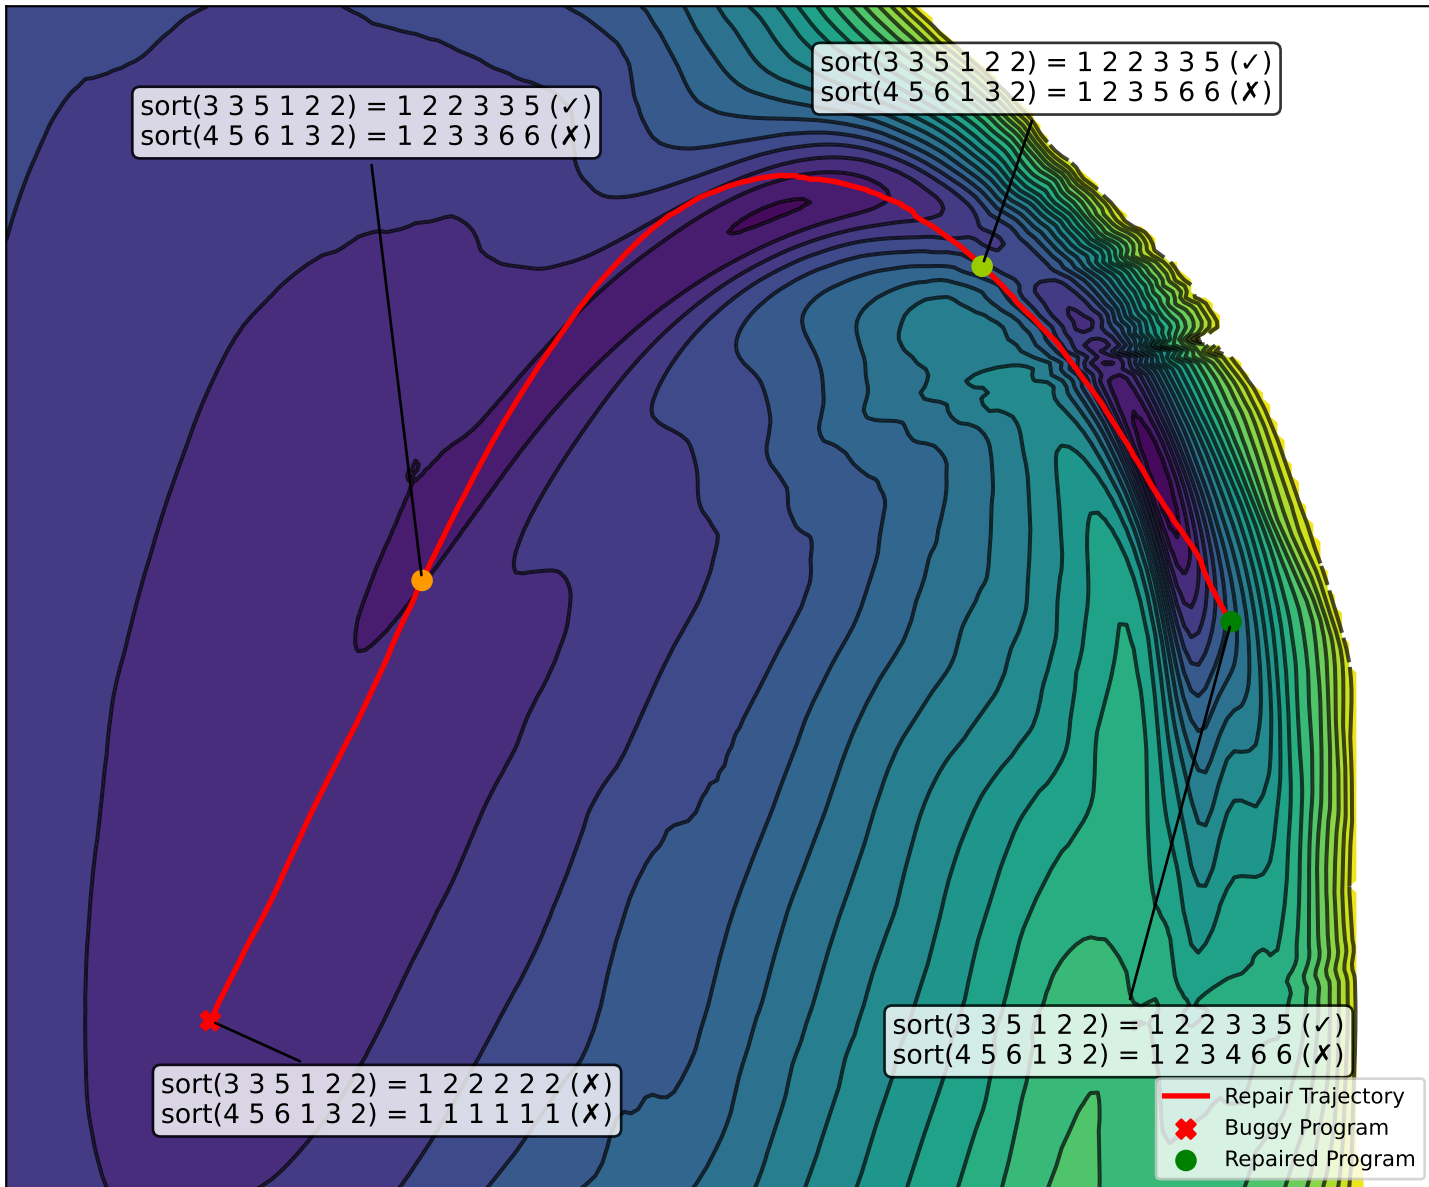 sort(3 3 5 1 2 2) = 1 2 2 3 3 5 (✓)
sort(4 5 6 1 3 2) = 1 2 3 5 6 6 (✗)
sort(3 3 5 1 2 2) = 1 2 2 3 3 5 (✓)
sort(4 5 6 1 3 2) = 1 2 3 3 6 6 (✗)
sort(3 3 5 1 2 2) = 1 2 2 3 3 5 (✓)
sort(4 5 6 1 3 2) = 1 2 3 4 6 6 (✗)
sort(3 3 5 1 2 2) = 1 2 2 2 2 2 (✗)
sort(4 5 6 1 3 2) = 1 1 1 1 1 1 (✗)
Repair Trajectory
Buggy Program
Repaired Program